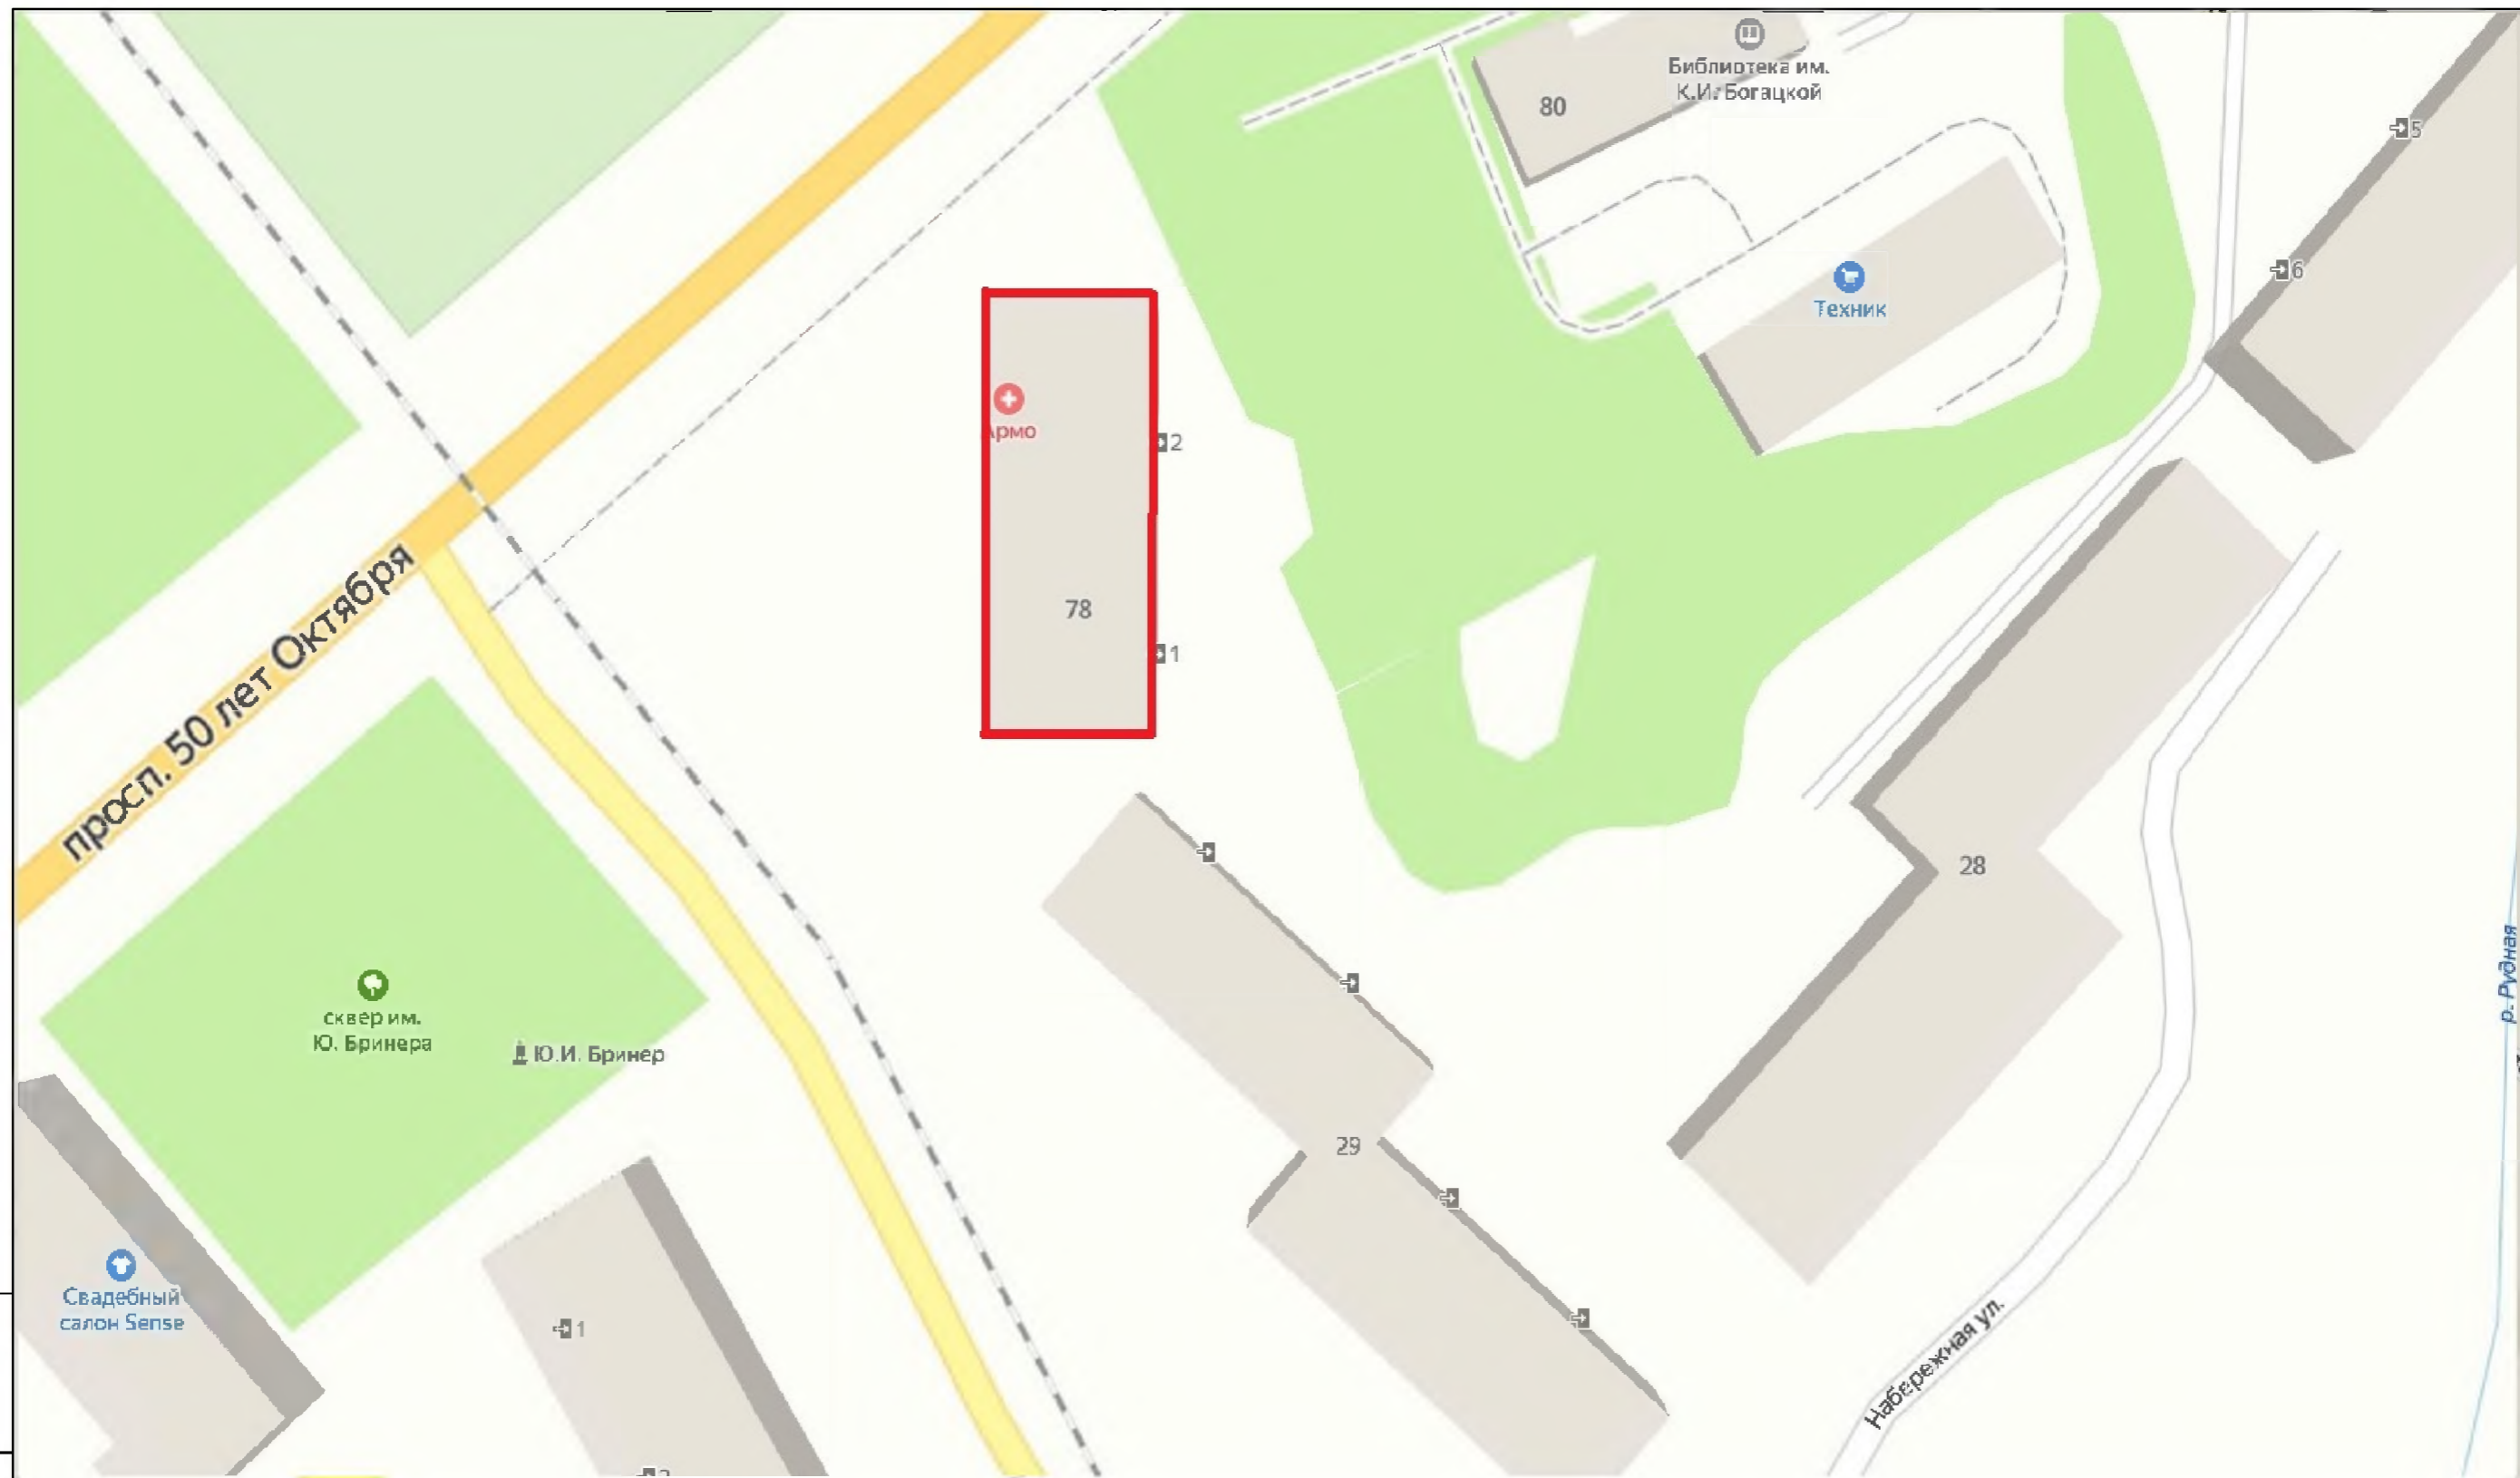 Библиотека им.
К.И. Богацкой
80
5
6
Техник
Армо
2
78
1
просп. 50 лет Октября
28
р. Рудная
сквер им.
Ю. Бринера
Ю.И. Бринер
29
Свадебный
салон Sense
1
Набережная ул.